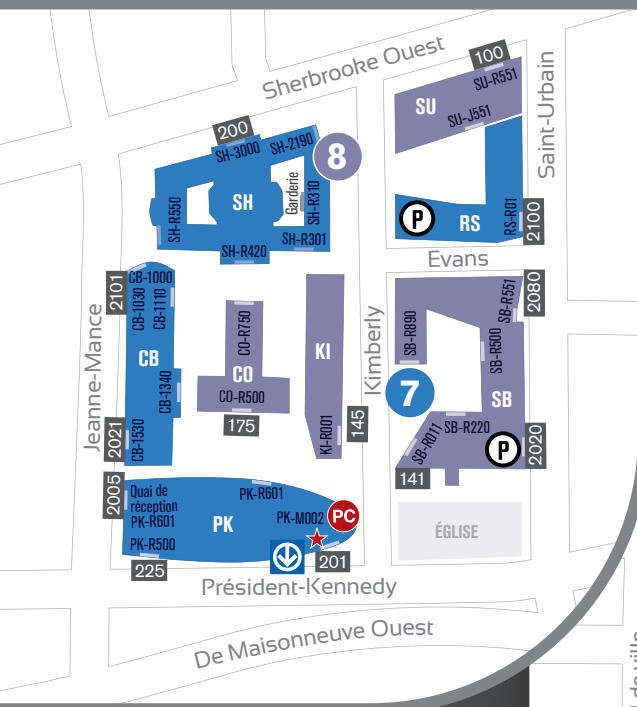 Sherbrooke Ouest
100
SU-R551
SU
SU-J551
Saint-Urbain
200
SH-3000
SH-2190
8
SH
Garderie
SH-R310
SH-R550
SH-R301
SH-R420
P
RS
RS-R01
2100
Evans
2101
CB-1000
CB-1030
CB-1110
CB
CB-1340
CB-1530
2021
Jeanne-Mance
CO-R750
CO
CO-R500
175
KI
KI-R001
145
Kimberly
2080
SB-R551
SB-R890
SB-R500
7
SB
SB-R220
SB-R011
P
2020
141
2005
Quai de
réception
PK-R601
PK-R500
PK
PK-R601
PK-M002
PC
201
225
ÉGLISE
Président-Kennedy
De Maisonneuve Ouest
de ville